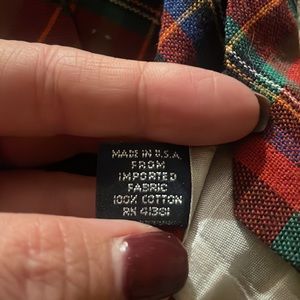 MADE IN U.S.A.
FROM
IMPORTED
FABRIC
100% COTTON
RN 41381